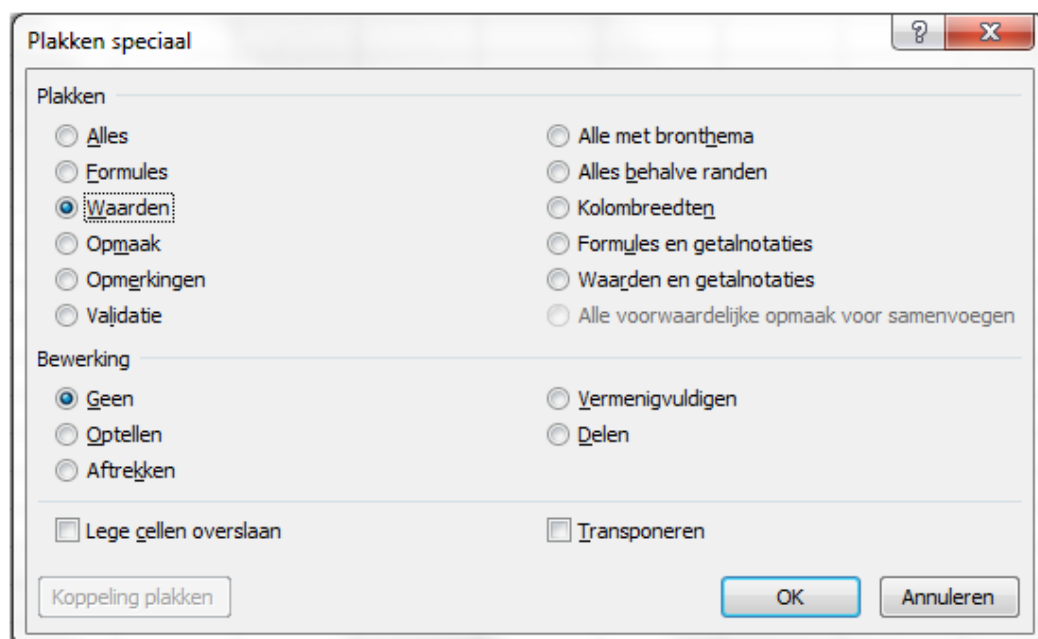 Plakken speciaal
Plakken
Alles
Alle met bronthema
Formules
Alles behalve randen
Waarden
Kolombreedten
Opmaak
Formules en getalnotaties
Opmerkingen
Waarden en getalnotaties
Validatie
Alle voorwaardelijke opmaak voor samenvoegen
Bewerking
Geen
Vermenigvuldigen
Optellen
Delen
Aftrekken
Lege cellen overslaan
Transponeren
Koppeling plakken
OK
Annuleren